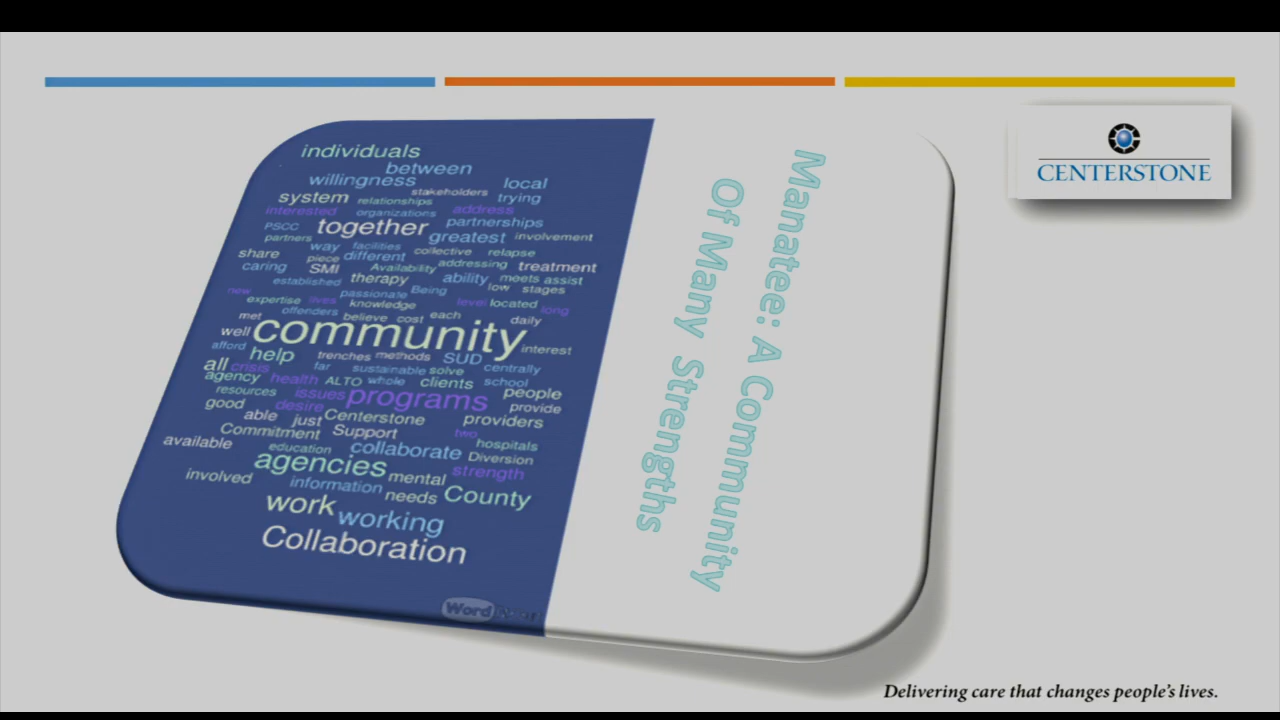 individuals
between
willingness local
stakeholders
system relationships trying
interested organizations address
PSCC together partnerships
partners greatest involvement
way facilities
share piece different collective relapse
caring SMI Availability addressing treatment
established therapy ability meets assist
new passionate Being low stages
expertise lives knowledge level located long
met offenders believe cost each daily
well community interest
afford help trenches methods SUD centrally
all crisis far sustainable solve
agency health ALTO whole clients school
resources issues programs people
good desire provide
able just Centerstone providers
Commitment Support two
available education collaborate hospitals
Diversion
agencies mental strength
involved information needs County
work working
Collaboration
Word
Manatee: A Community
Of Many Strengths
CENTERSTONE
Delivering care that changes people's lives.